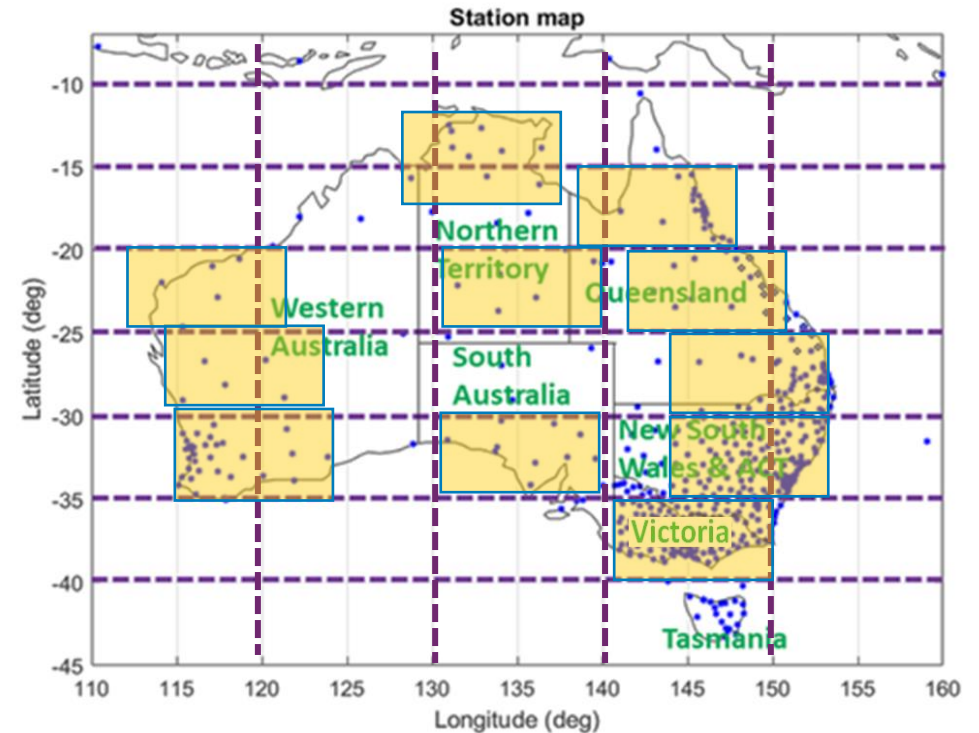 Station map
-10
-15
-20
-25
-30
-35
-40
-45
Latitude (deg)
Northern
Territory
Queensland
Western
Australia
South
Australia
New South
Wales & ACT
Victoria
Tasmania
110 115 120 125 130 135 140 145 150 155 160
Longitude (deg)